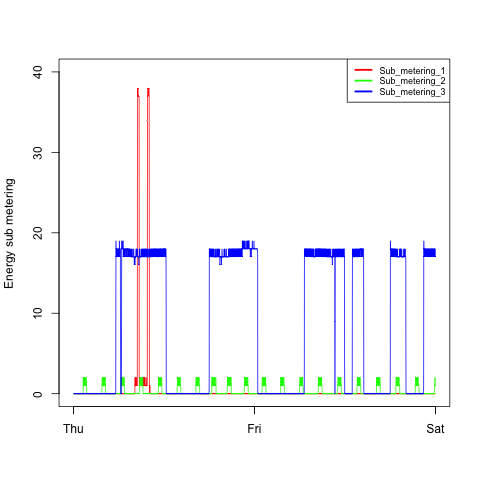 Sub_metering_1
Sub_metering_2
Sub_metering_3
Energy sub metering
40
30
20
10
0
Thu Fri Sat